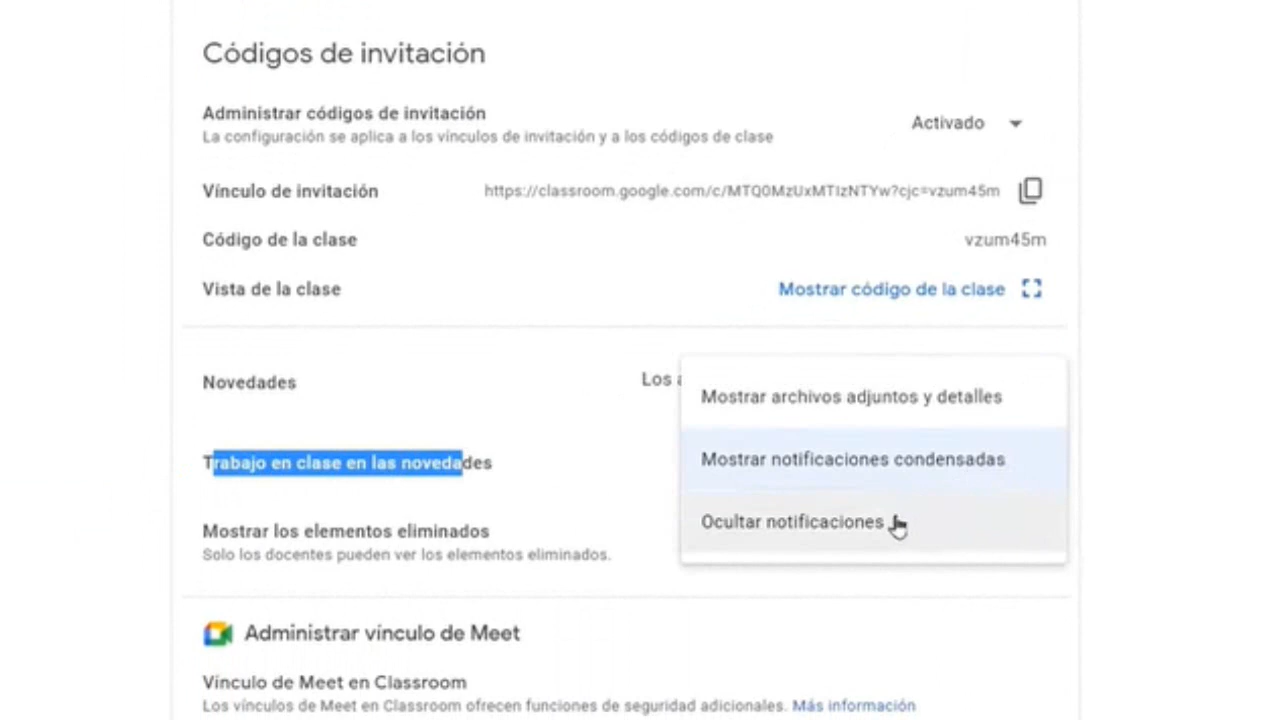 Códigos de invitación
Administrar códigos de invitación
La configuración se aplica a los vínculos de invitación y a los códigos de clase
Activado
Vínculo de invitación
https://classroom.google.com/c/MTQ0MzUxMTIzNTYw?cjc=vzum45m
Código de la clase
vzum45m
Vista de la clase
Mostrar código de la clase
Novedades
Los
Mostrar archivos adjuntos y detalles
Trabajo en clase en las novedades
Mostrar notificaciones condensadas
Ocultar notificaciones
Mostrar los elementos eliminados
Solo los docentes pueden ver los elementos eliminados.
Administrar vínculo de Meet
Vínculo de Meet en Classroom
Los vínculos de Meet en Classroom ofrecen funciones de seguridad adicionales. Más información